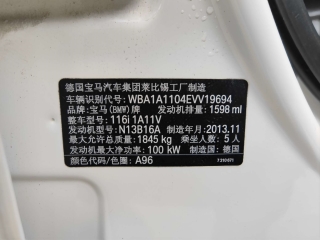 德国宝马汽车集团莱比锡工厂制造
车辆识别代号: WBA1A1104EVV19694
品牌: 宝马(BMW)牌 发动机排量: 1598 ml
整车型号: 116i 1A11V
发动机型号: N13B16A 制造年月: 2013.11
最大允许总质量: 1845 kg 乘坐人数: 5 人
发动机最大净功率: 100 kW 制造国: 德国
颜色代码/色圈: A96